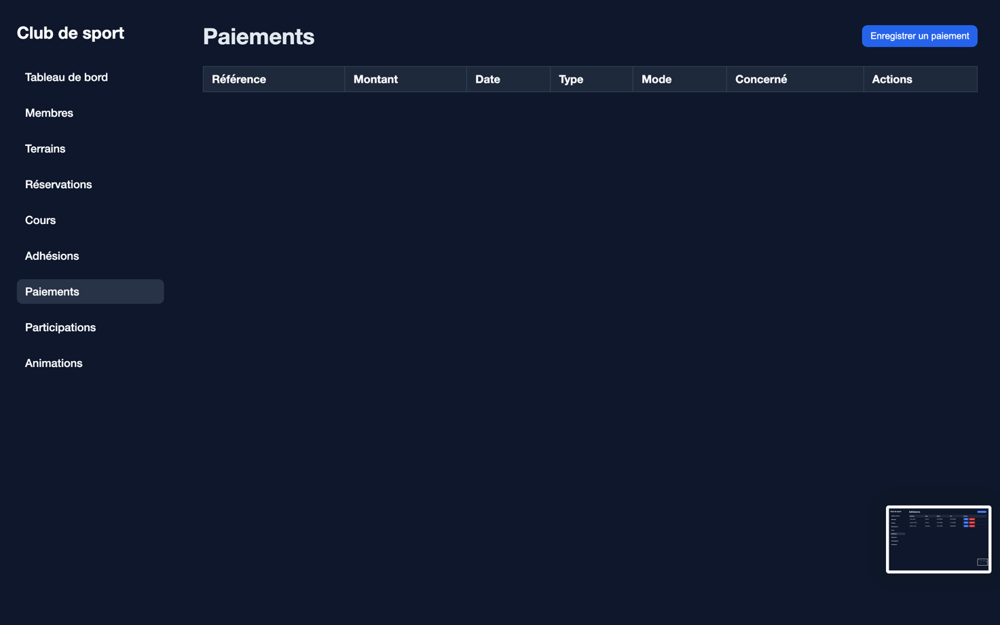 Club de sport
Tableau de bord
Membres
Terrains
Réservations
Cours
Adhésions
Paiements
Participations
Animations
Paiements
Enregistrer un paiement
Référence Montant Date Type Mode Concerné Actions